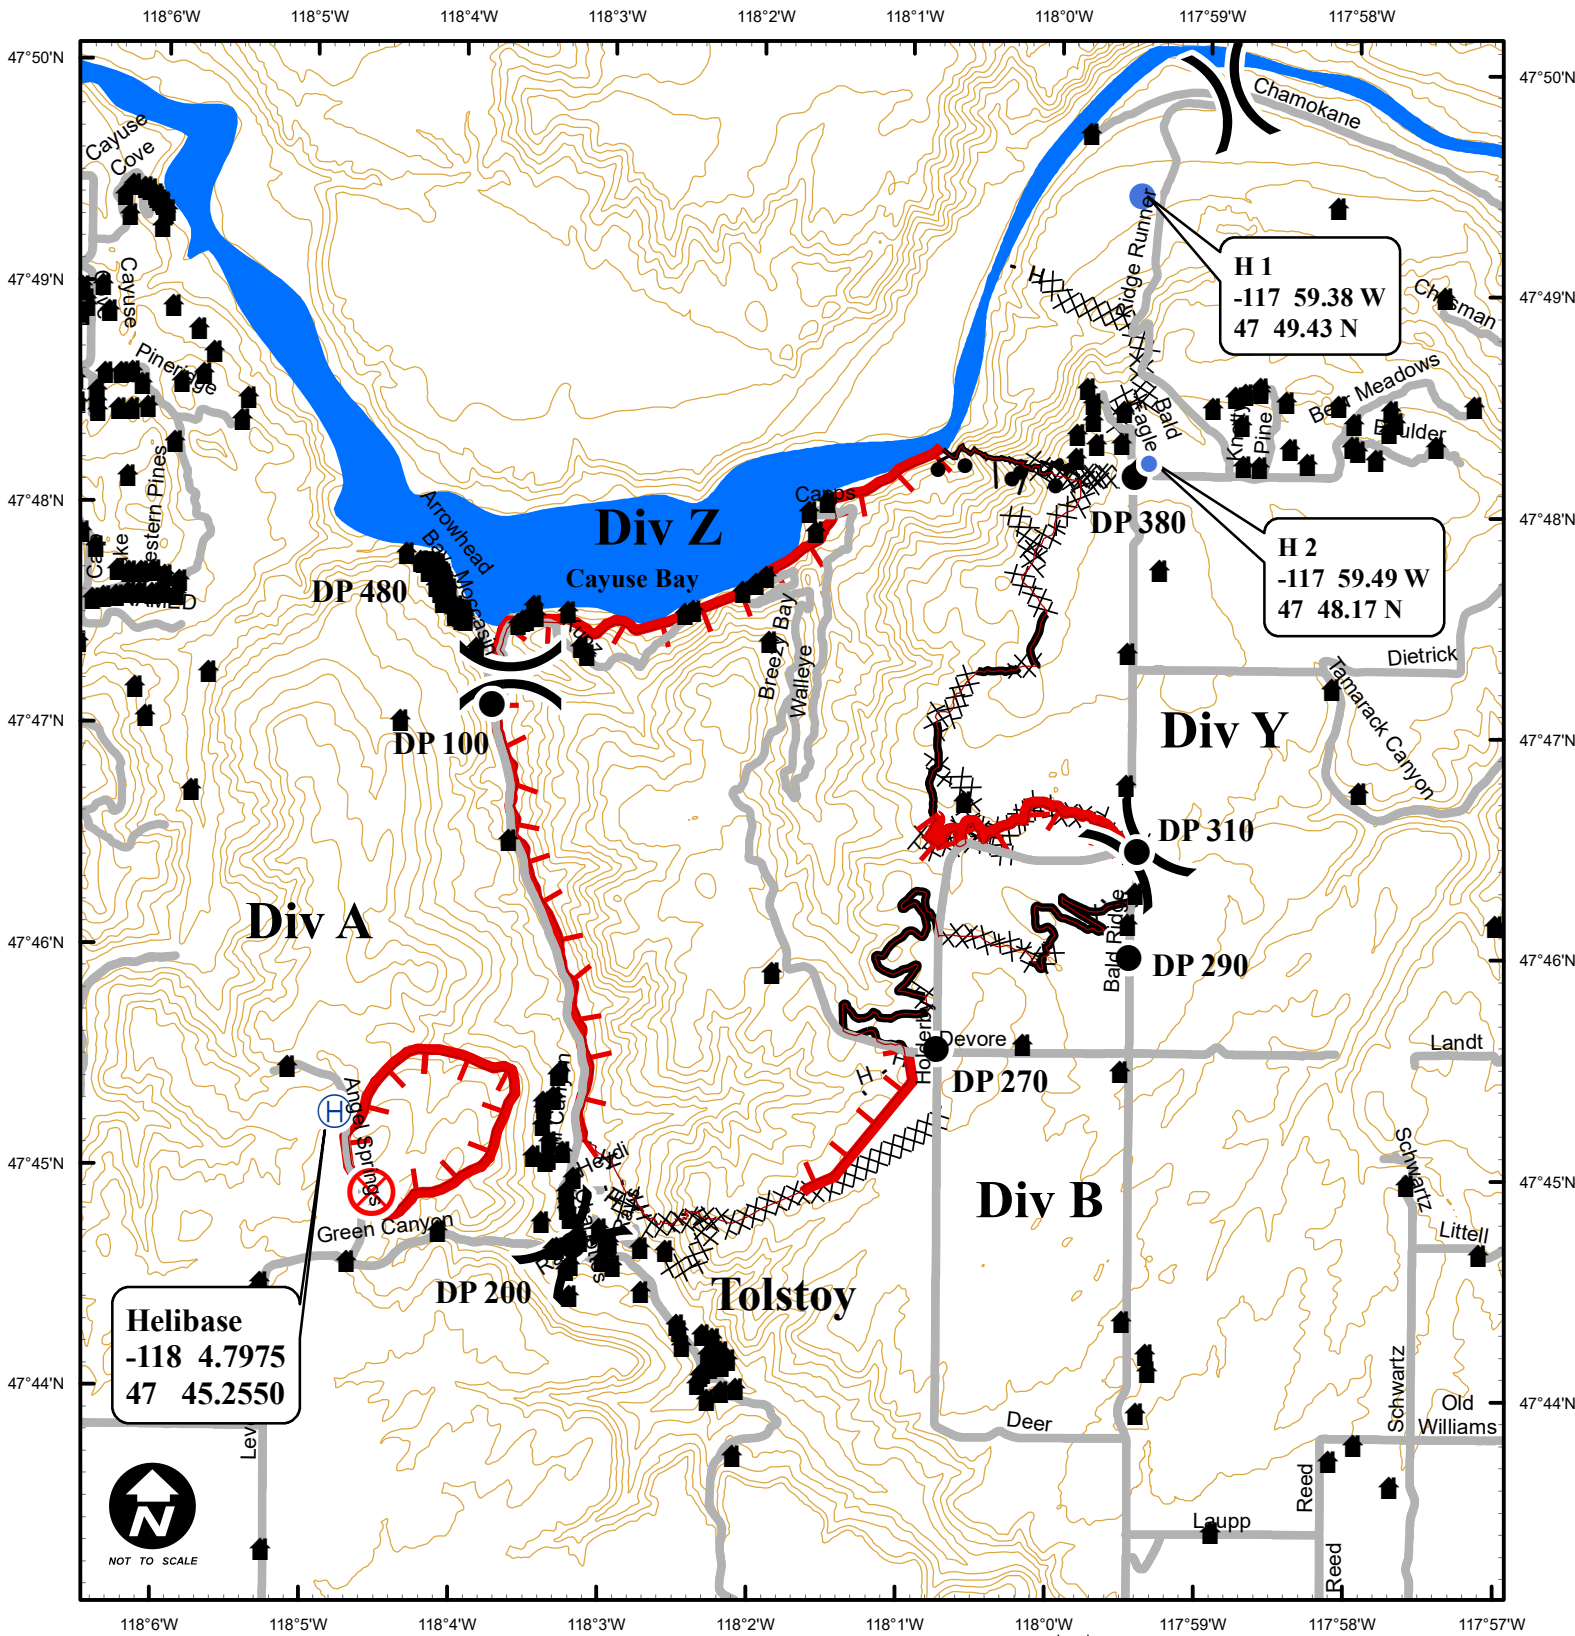 118°6'W 118°5'W 118°4'W 118°3'W 118°2'W 118°1'W 118°0'W 117°59'W 117°58'W
47°50'N
47°50'N
Chamokane
Cayuse
Cove
Ridge Runner
H 1
-117 59.38 W
47 49.43 N
47°49'N
47°49'N
Cayuse
Pineridge
Bear Meadows
Boulder
Bald
Eagle
Pine
Arrowhead
Bay
Moccasin
47°48'N
47°48'N
Capps
Div Z
Cayuse Bay
DP 480
DP 380
H 2
-117 59.49 W
47 48.17 N
Breezy Bay
Walleye
Dietrick
Tamarack Canyon
47°47'N
47°47'N
DP 100
Div Y
DP 310
Div A
47°46'N
47°46'N
Bald Ridge
DP 290
Devore
Landt
H
DP 270
Angel Springs
H
47°45'N
47°45'N
Heydi
Schwartz
Div B
Green Canyon
Littell
DP 200
Tolstoy
Helibase
-118 4.7975
47 45.2550
47°44'N
47°44'N
Schwartz
Old
Williams
Deer
Reed
Laupp
Reed
N
NOT TO SCALE
118°6'W 118°5'W 118°4'W 118°3'W 118°2'W 118°1'W 118°0'W 117°59'W 117°58'W 117°57'W